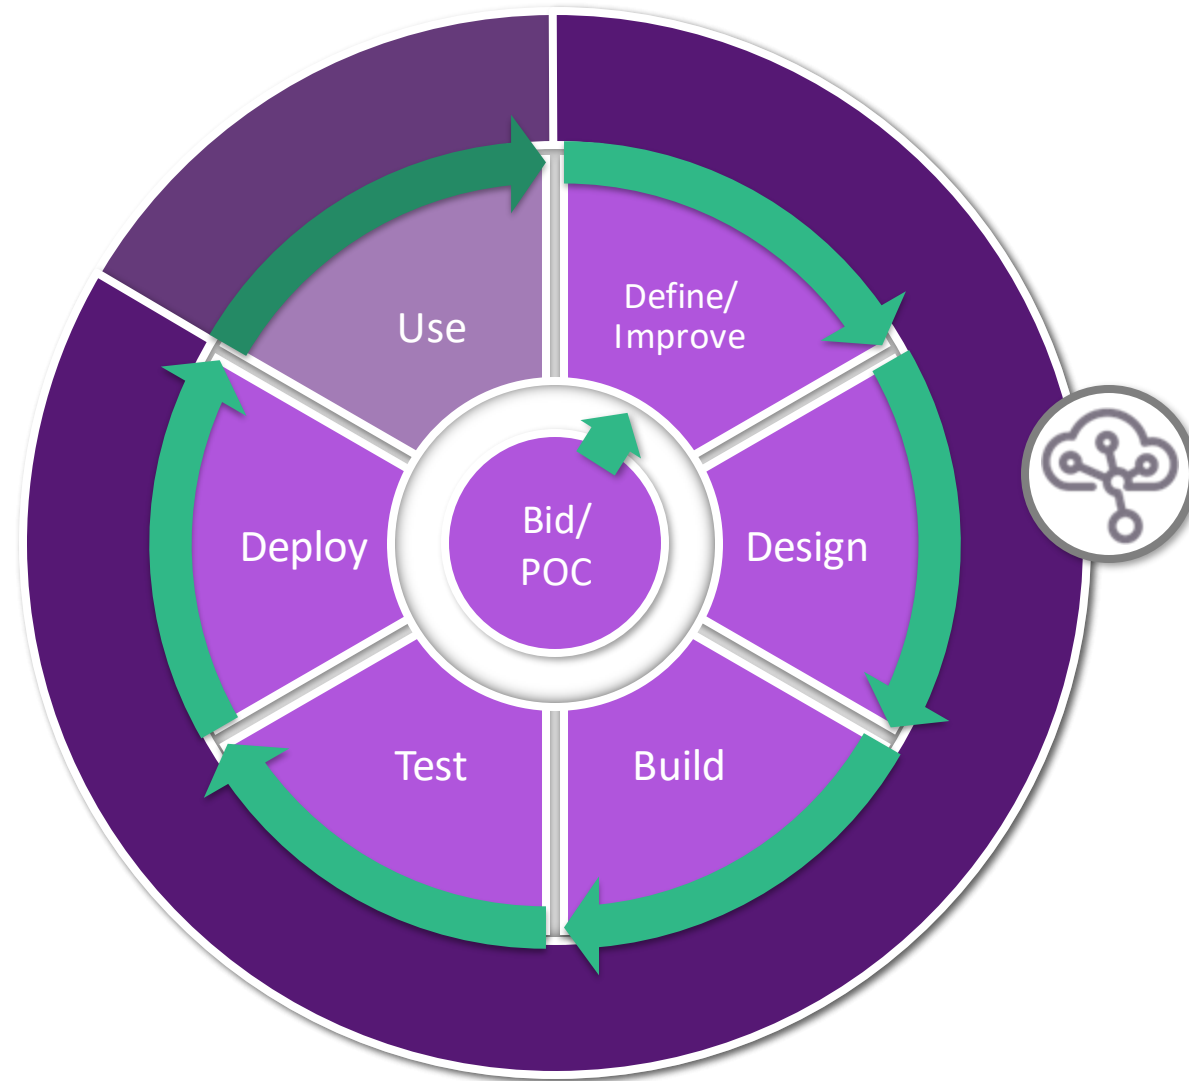 Use
Define/
Improve
Deploy
Bid/
POC
Design
Test
Build